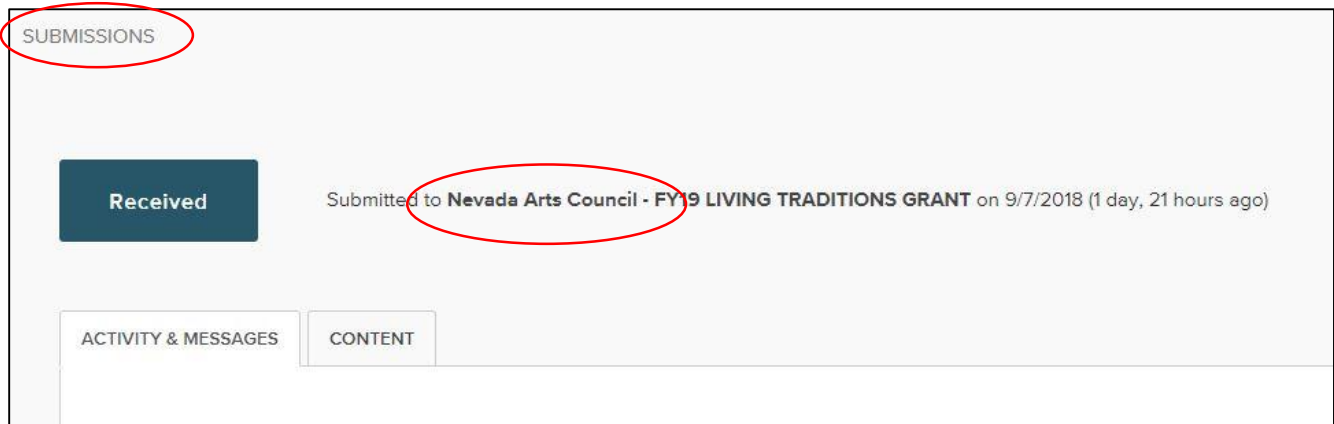 SUBMISSIONS
Received
Submitted to Nevada Arts Council - FY19 LIVING TRADITIONS GRANT on 9/7/2018 (1 day, 21 hours ago)
ACTIVITY & MESSAGES
CONTENT